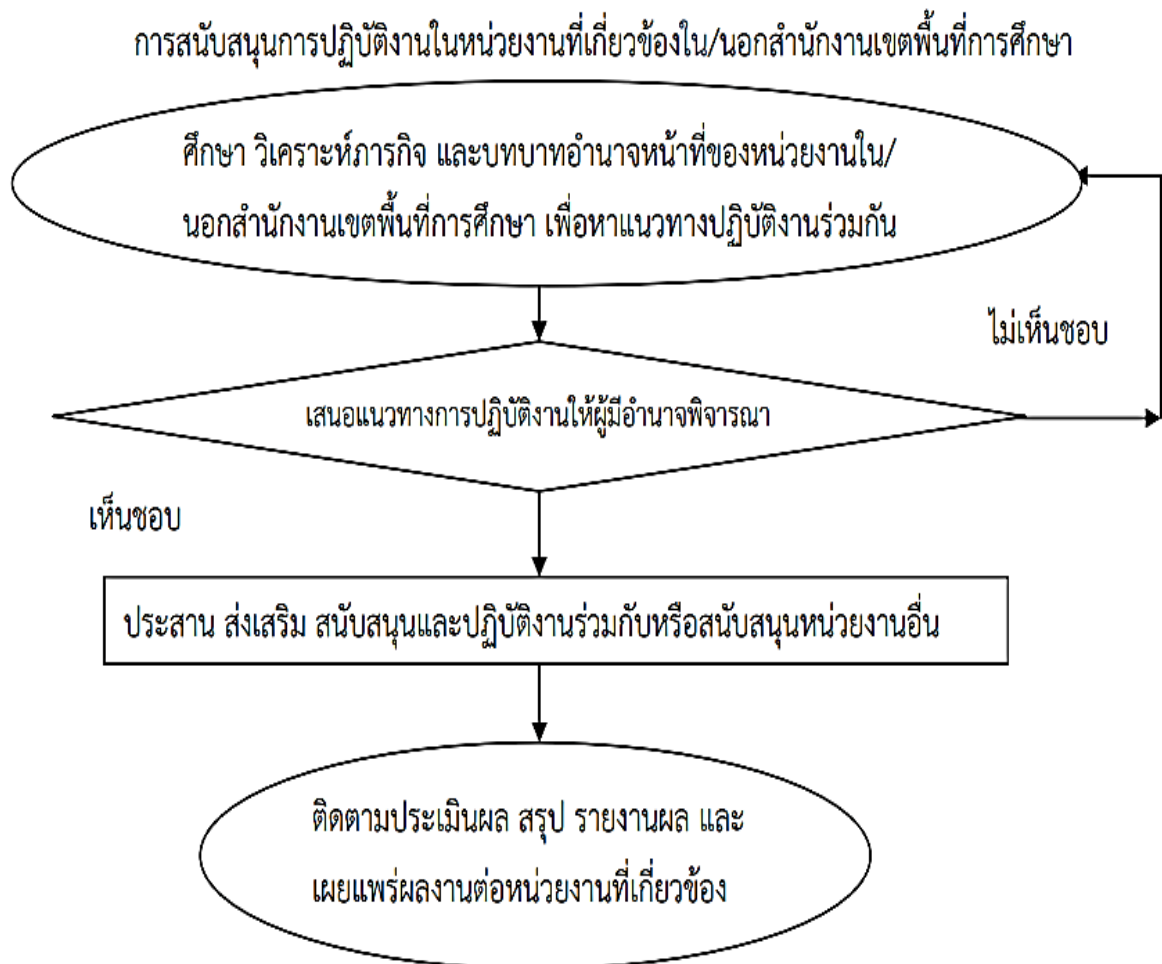 การสนับสนุนการปฏิบัติงานในหน่วยงานที่เกี่ยวข้องใน/นอกสำนักงานเขตพื้นที่การศึกษา
ศึกษา วิเคราะห์ภารกิจ และบทบาทอำนาจหน้าที่ของหน่วยงานใน/
นอกสำนักงานเขตพื้นที่การศึกษา เพื่อหาแนวทางปฏิบัติงานร่วมกัน
ไม่เห็นชอบ
เสนอแนวทางการปฏิบัติงานให้ผู้มีอำนาจพิจารณา
เห็นชอบ
ประสาน ส่งเสริม สนับสนุนและปฏิบัติงานร่วมกับหรือสนับสนุนหน่วยงานอื่น
ติดตามประเมินผล สรุป รายงานผล และ
เผยแพร่ผลงานต่อหน่วยงานที่เกี่ยวข้อง